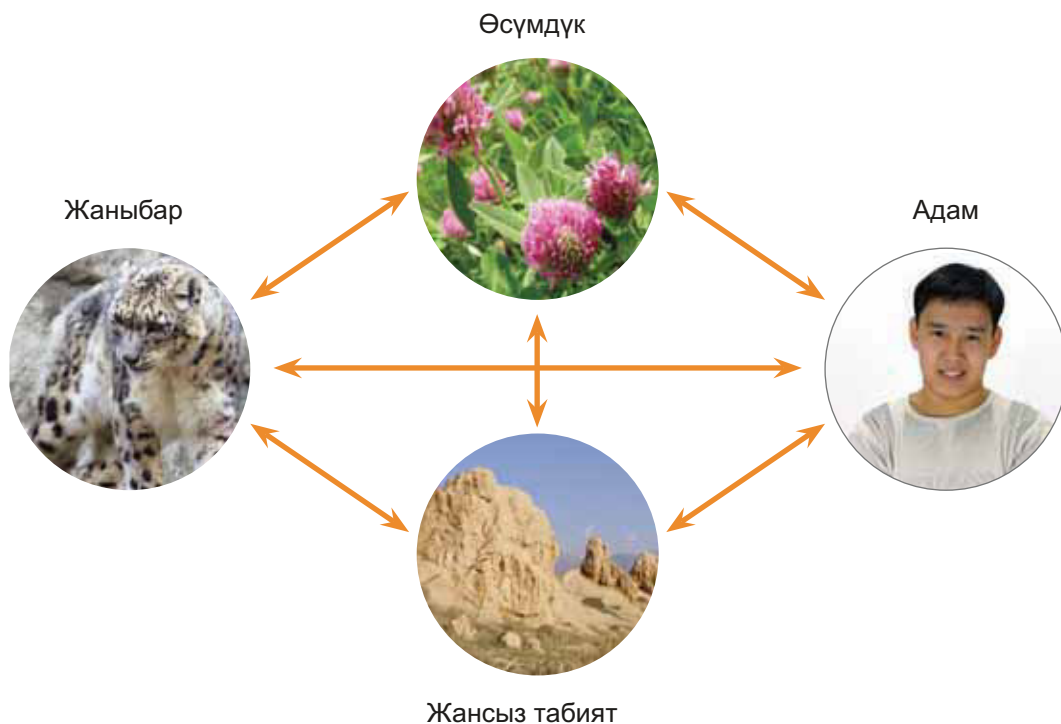 Өсүмдүк
Жаныбар
Адам
Жансыз табият